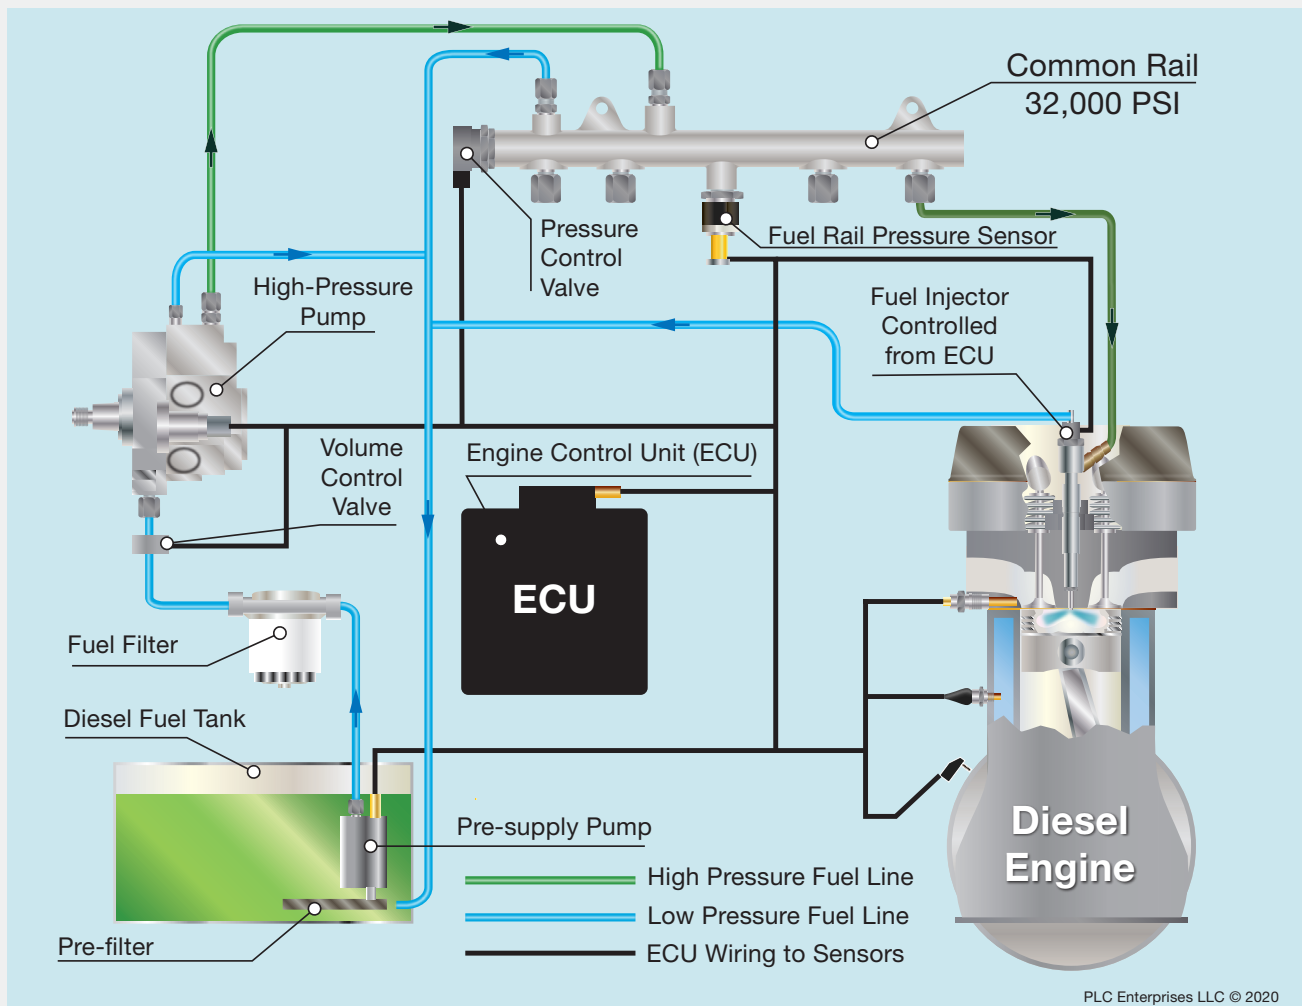 Common Rail
32,000 PSI
Pressure
Control
Valve
Fuel Rail Pressure Sensor
High-Pressure
Pump
Fuel Injector
Controlled
from ECU
Volume
Control
Valve
Engine Control Unit (ECU)
ECU
Fuel Filter
Diesel Fuel Tank
Pre-supply Pump
Diesel
Engine
High Pressure Fuel Line
Low Pressure Fuel Line
Pre-filter
ECU Wiring to Sensors
PLC Enterprises LLC © 2020